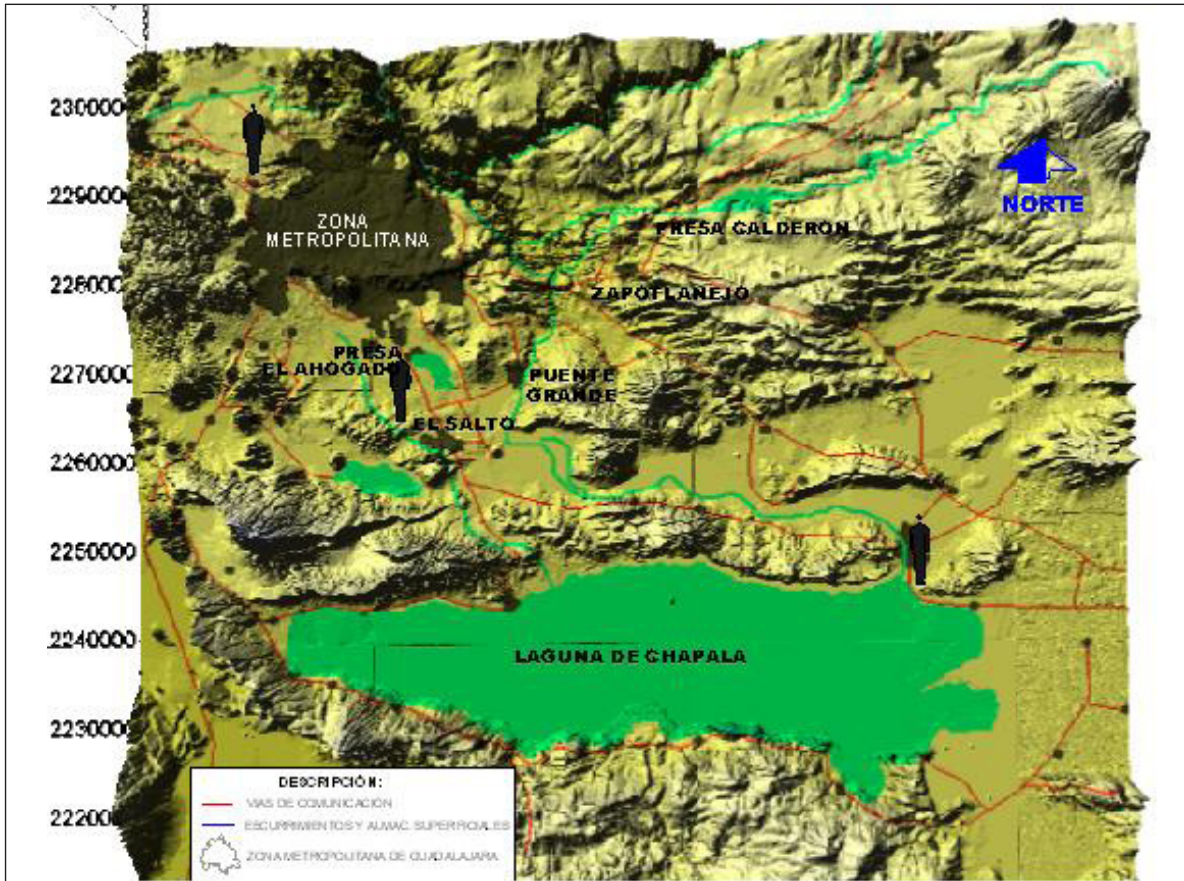 2300000
2290000
NORTE
ZONA
METROPOLITANA
PRESA CALDERON
2280000
ZAPOTLANEJO
PRESA
EL AHOGADO
2270000
PUENTE
GRANDE
EL SALTO
2260000
2250000
2240000
LAGUNA DE CHAPALA
2230000
2220000
DESCRIPCIÓN:
VIAS DE COMUNICACIÓN
ESCURRIMIENTOS Y ALMAC. SUPERFICIALES
ZONA METROPOLITANA DE GUADALAJARA